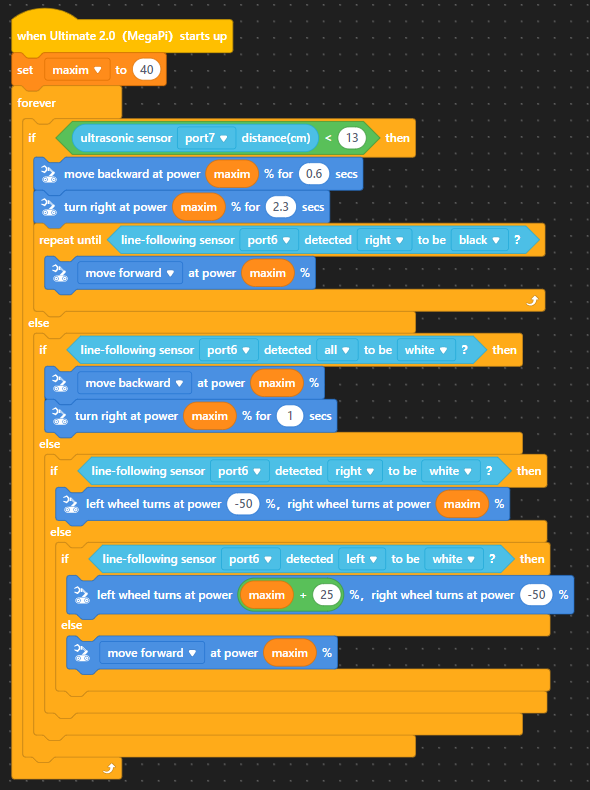 when Ultimate 2.0（MegaPi）starts up
set maxim to 40
forever
if ultrasonic sensor port7 distance(cm) < 13 then
move backward at power maxim % for 0.6 secs
turn right at power maxim % for 2.3 secs
repeat until line-following sensor port6 detected right to be black ?
move forward at power maxim %
else
if line-following sensor port6 detected all to be white ? then
move backward at power maxim %
turn right at power maxim % for 1 secs
else
if line-following sensor port6 detected right to be white ? then
left wheel turns at power -50 %, right wheel turns at power maxim %
else
if line-following sensor port6 detected left to be white ? then
left wheel turns at power maxim + 25 %, right wheel turns at power -50 %
else
move forward at power maxim %